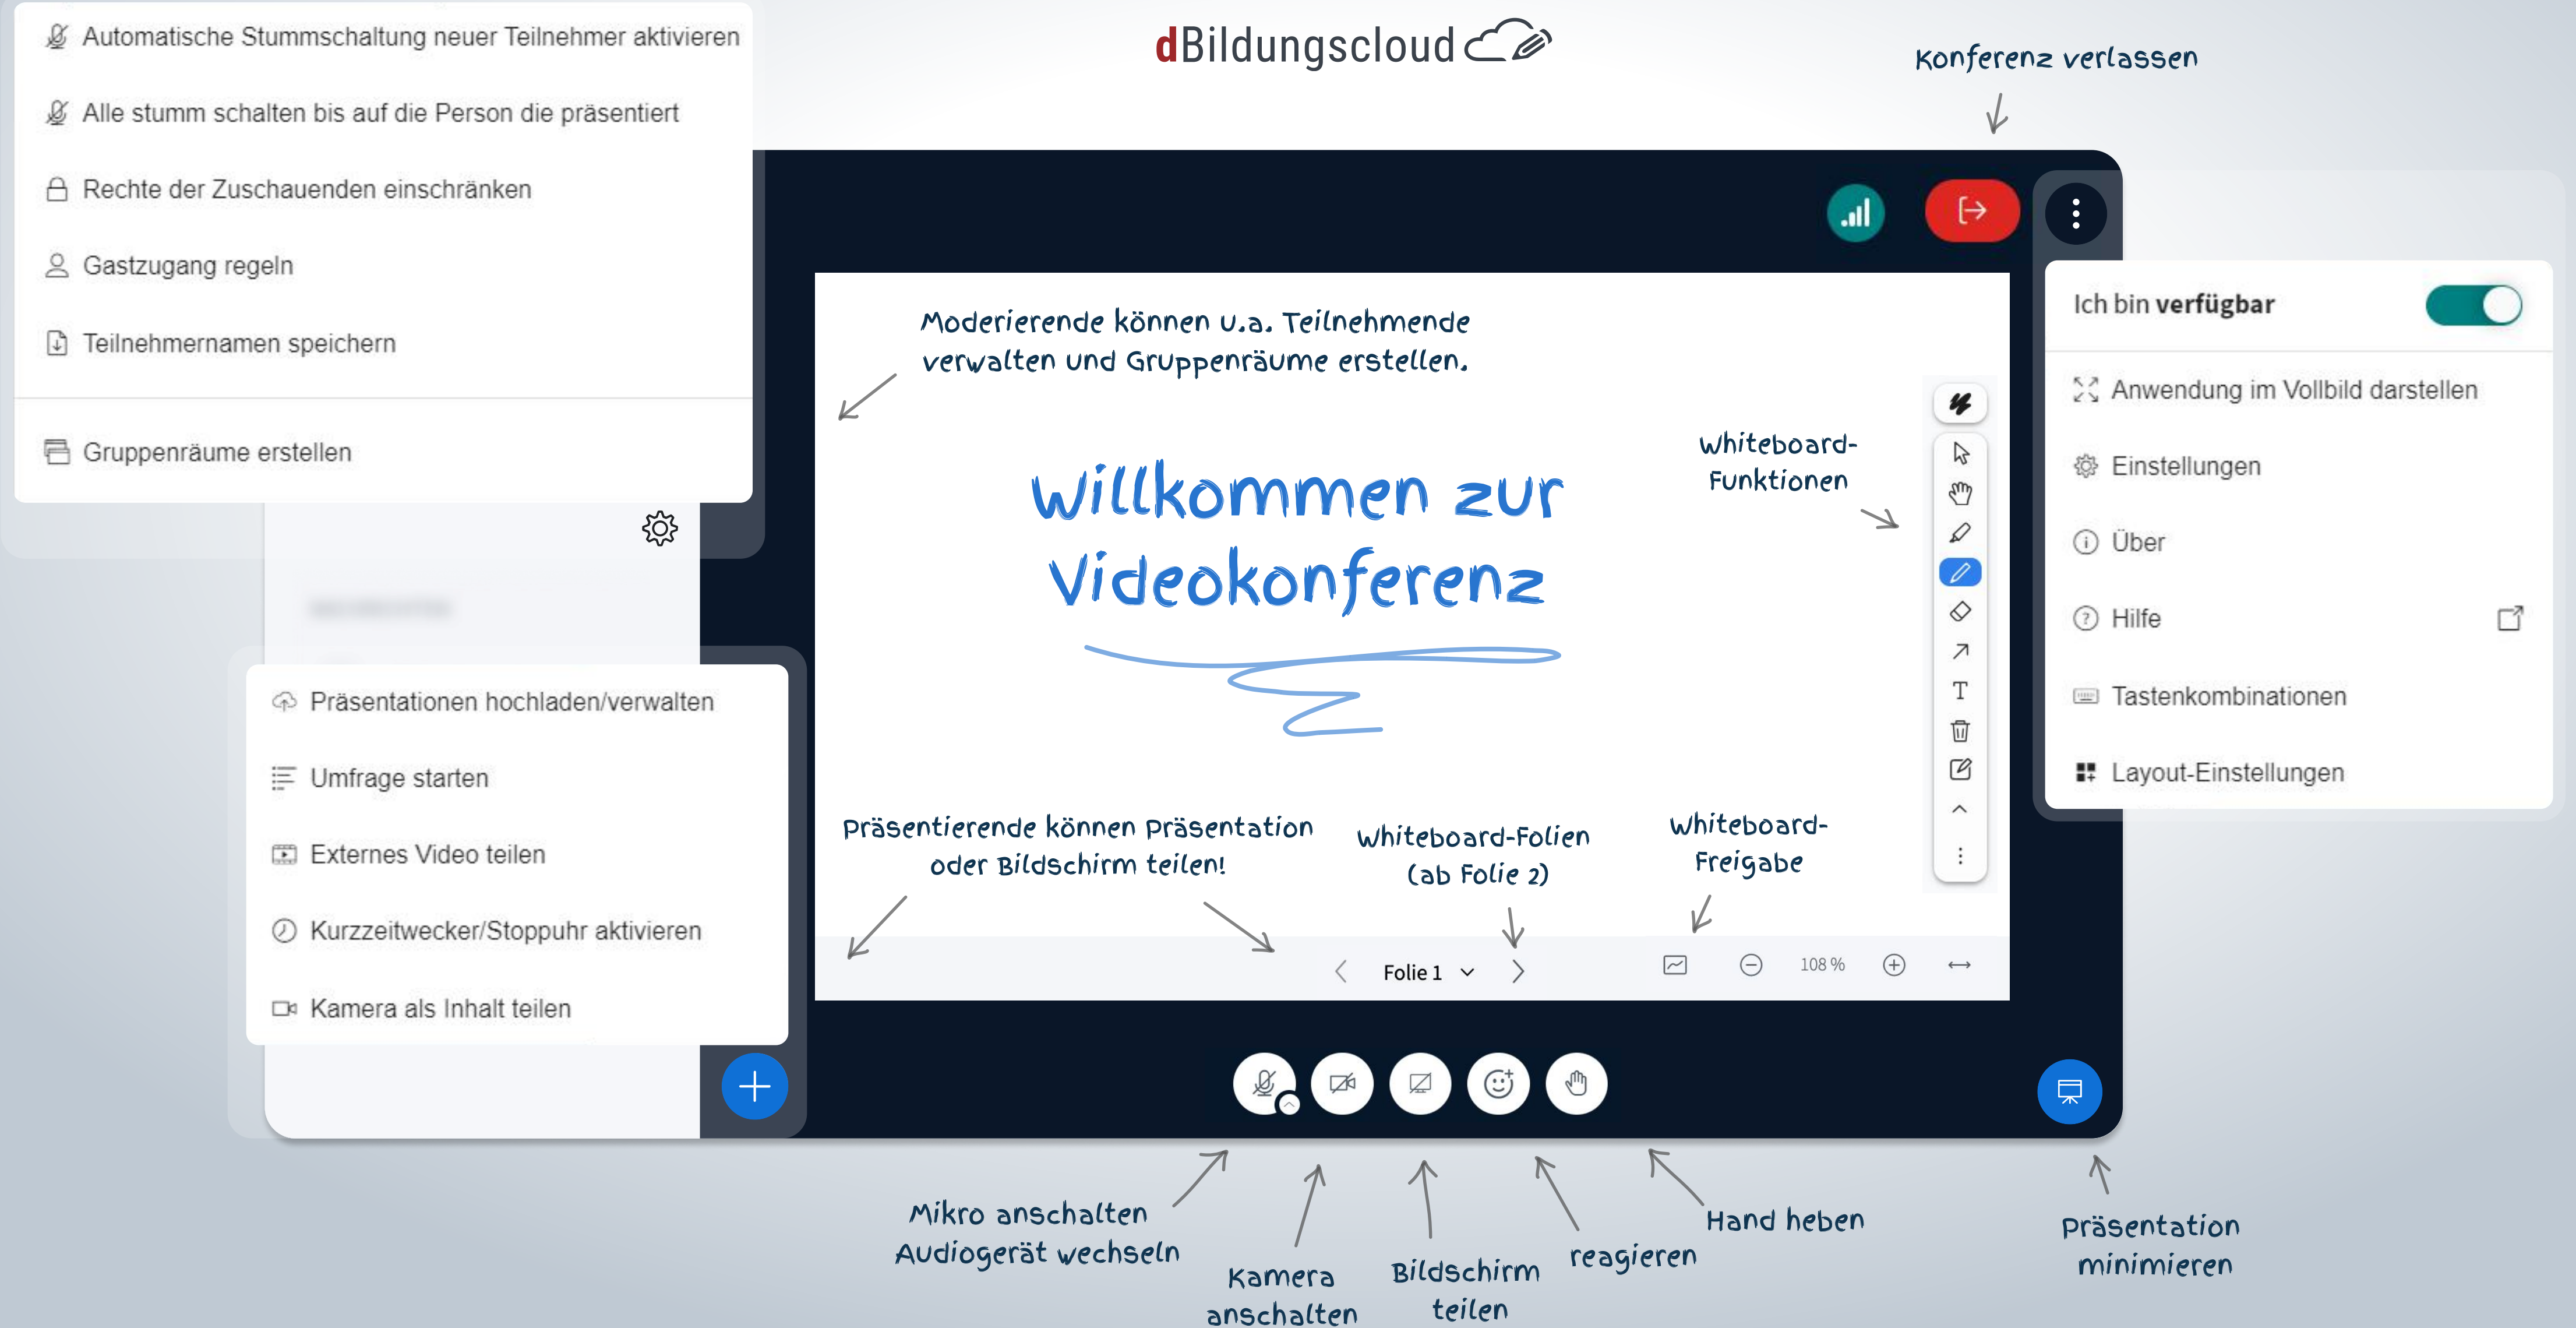 Automatische Stummschaltung neuer Teilnehmer aktivieren
Alle stumm schalten bis auf die Person die präsentiert
Rechte der Zuschauenden einschränken
Gastzugang regeln
Teilnehmernamen speichern
Gruppenräume erstellen
dBildungscloud
Konferenz verlassen
Moderierende können u.a. Teilnehmende
verwalten und Gruppenräume erstellen.
Willkommen zur
Videokonferenz
Whiteboard-
Funktionen
Ich bin verfügbar
Anwendung im Vollbild darstellen
Einstellungen
Über
Hilfe
Tastenkombinationen
Layout-Einstellungen
Präsentationen hochladen/verwalten
Umfrage starten
Externes Video teilen
Kurzzeitwecker/Stoppuhr aktivieren
Kamera als Inhalt teilen
Präsentierende können Präsentation
oder Bildschirm teilen!
Whiteboard-Folien
(ab Folie 2)
Whiteboard-
Freigabe
Folie 1
108 %
Mikro anschalten
Audiogerät wechseln
Kamera
anschalten
Bildschirm
teilen
reagieren
Hand heben
Präsentation
minimieren